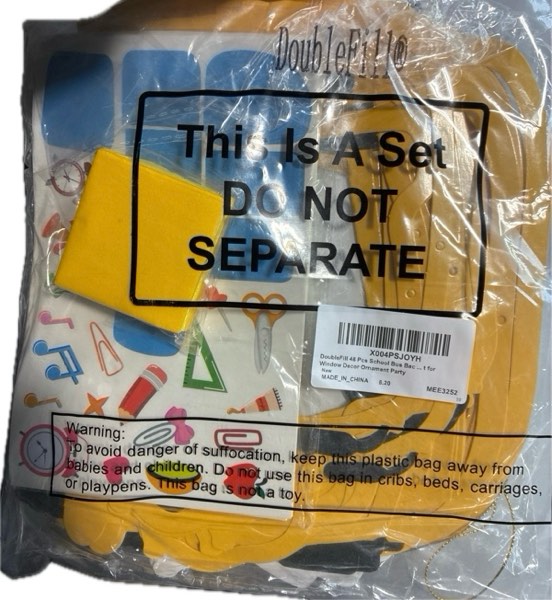 DoubleFill®
This Is A Set
DO NOT
SEPARATE
X004PSJOYH
DoubleFill 48 Pcs School Bus Bac ... t for
Window Decor Ornament Party
New
MADE_IN_CHINA 8.20 MEE3252
Warning:
To avoid danger of suffocation, keep this plastic bag away from
babies and children. Do not use this bag in cribs, beds, carriages,
or playpens. This bag is not a toy.